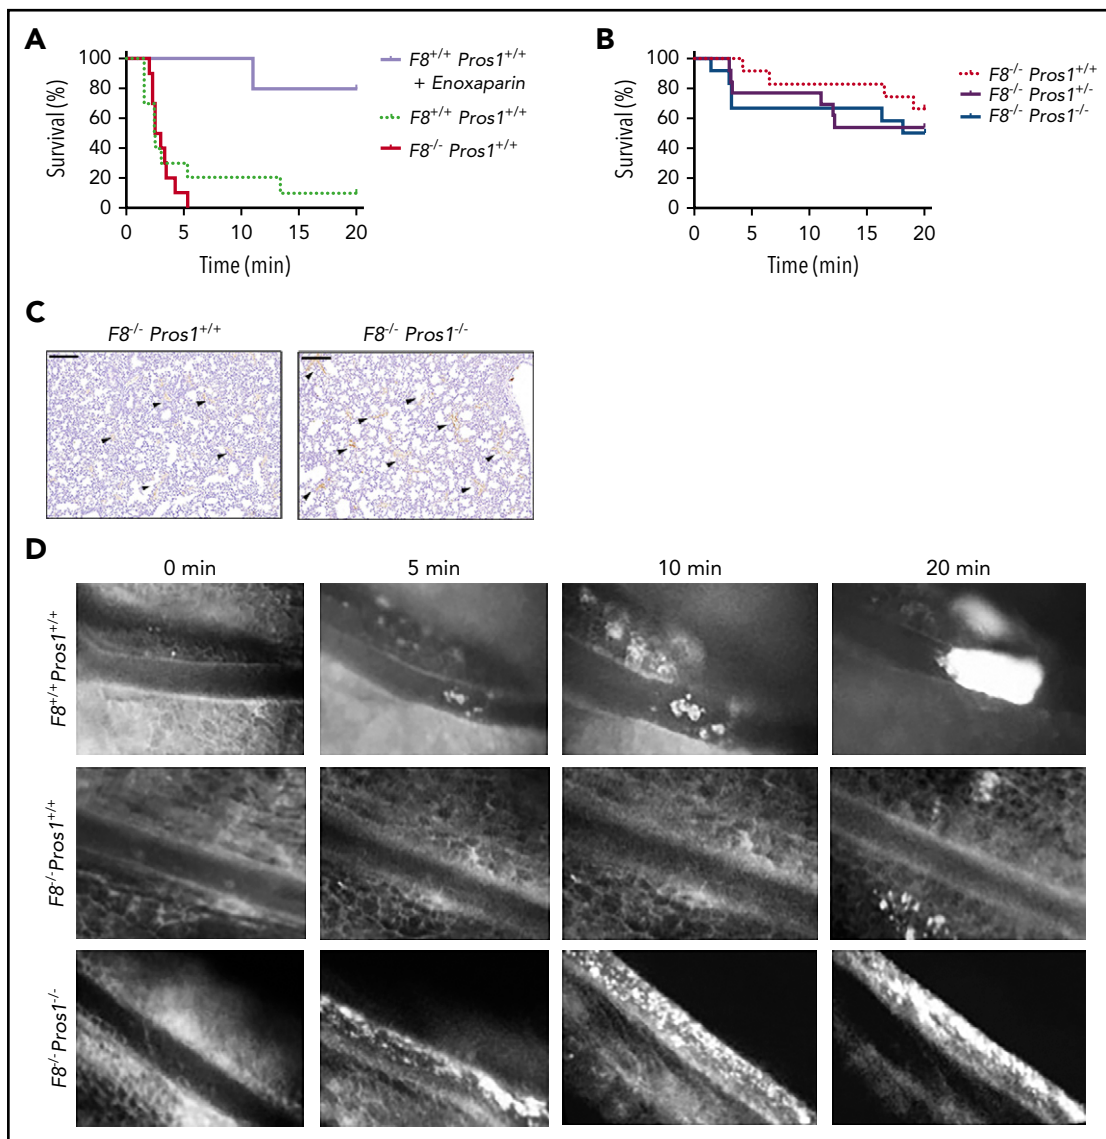 A
Survival (%)
100
80
60
40
20
0
0 5 10 15 20
Time (min)
F8+/+ Pros1+/+
+ Enoxaparin
F8+/+ Pros1+/+
F8-/- Pros1+/+
B
Survival (%)
100
80
60
40
20
0
0 5 10 15 20
Time (min)
F8-/- Pros1+/+
F8-/- Pros1+/-
F8-/- Pros1-/-
C
F8-/- Pros1+/+
F8-/- Pros1-/-
D
0 min 5 min 10 min 20 min
F8+/+Pros1+/+
F8-/-Pros1+/+
F8-/-Pros1-/-